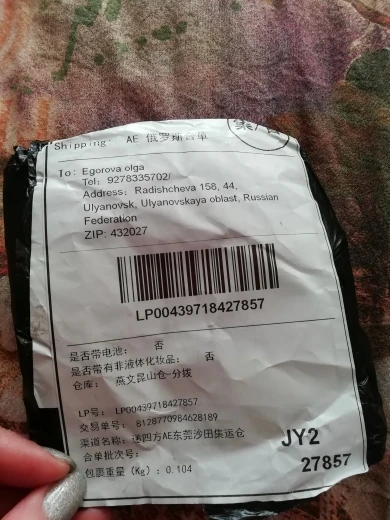 Shipping: AE 俄罗斯合单
To: Egorova olga
Tel: 9278335702/
Address: Radishcheva 158, 44,
Ulyanovsk, Ulyanovskaya oblast, Russian
Federation
ZIP: 432027
LP00439718427857
是否带电池: 否
是否带有非液体化妆品: 否
仓库: 燕文昆山仓-分拨
LP号: LP00439718427857
交易单号: 8128770984628189
渠道名称: 递四方AE东莞沙田集运仓
合单批次号:
包裹重量 (Kg): 0.104
JY2
27857